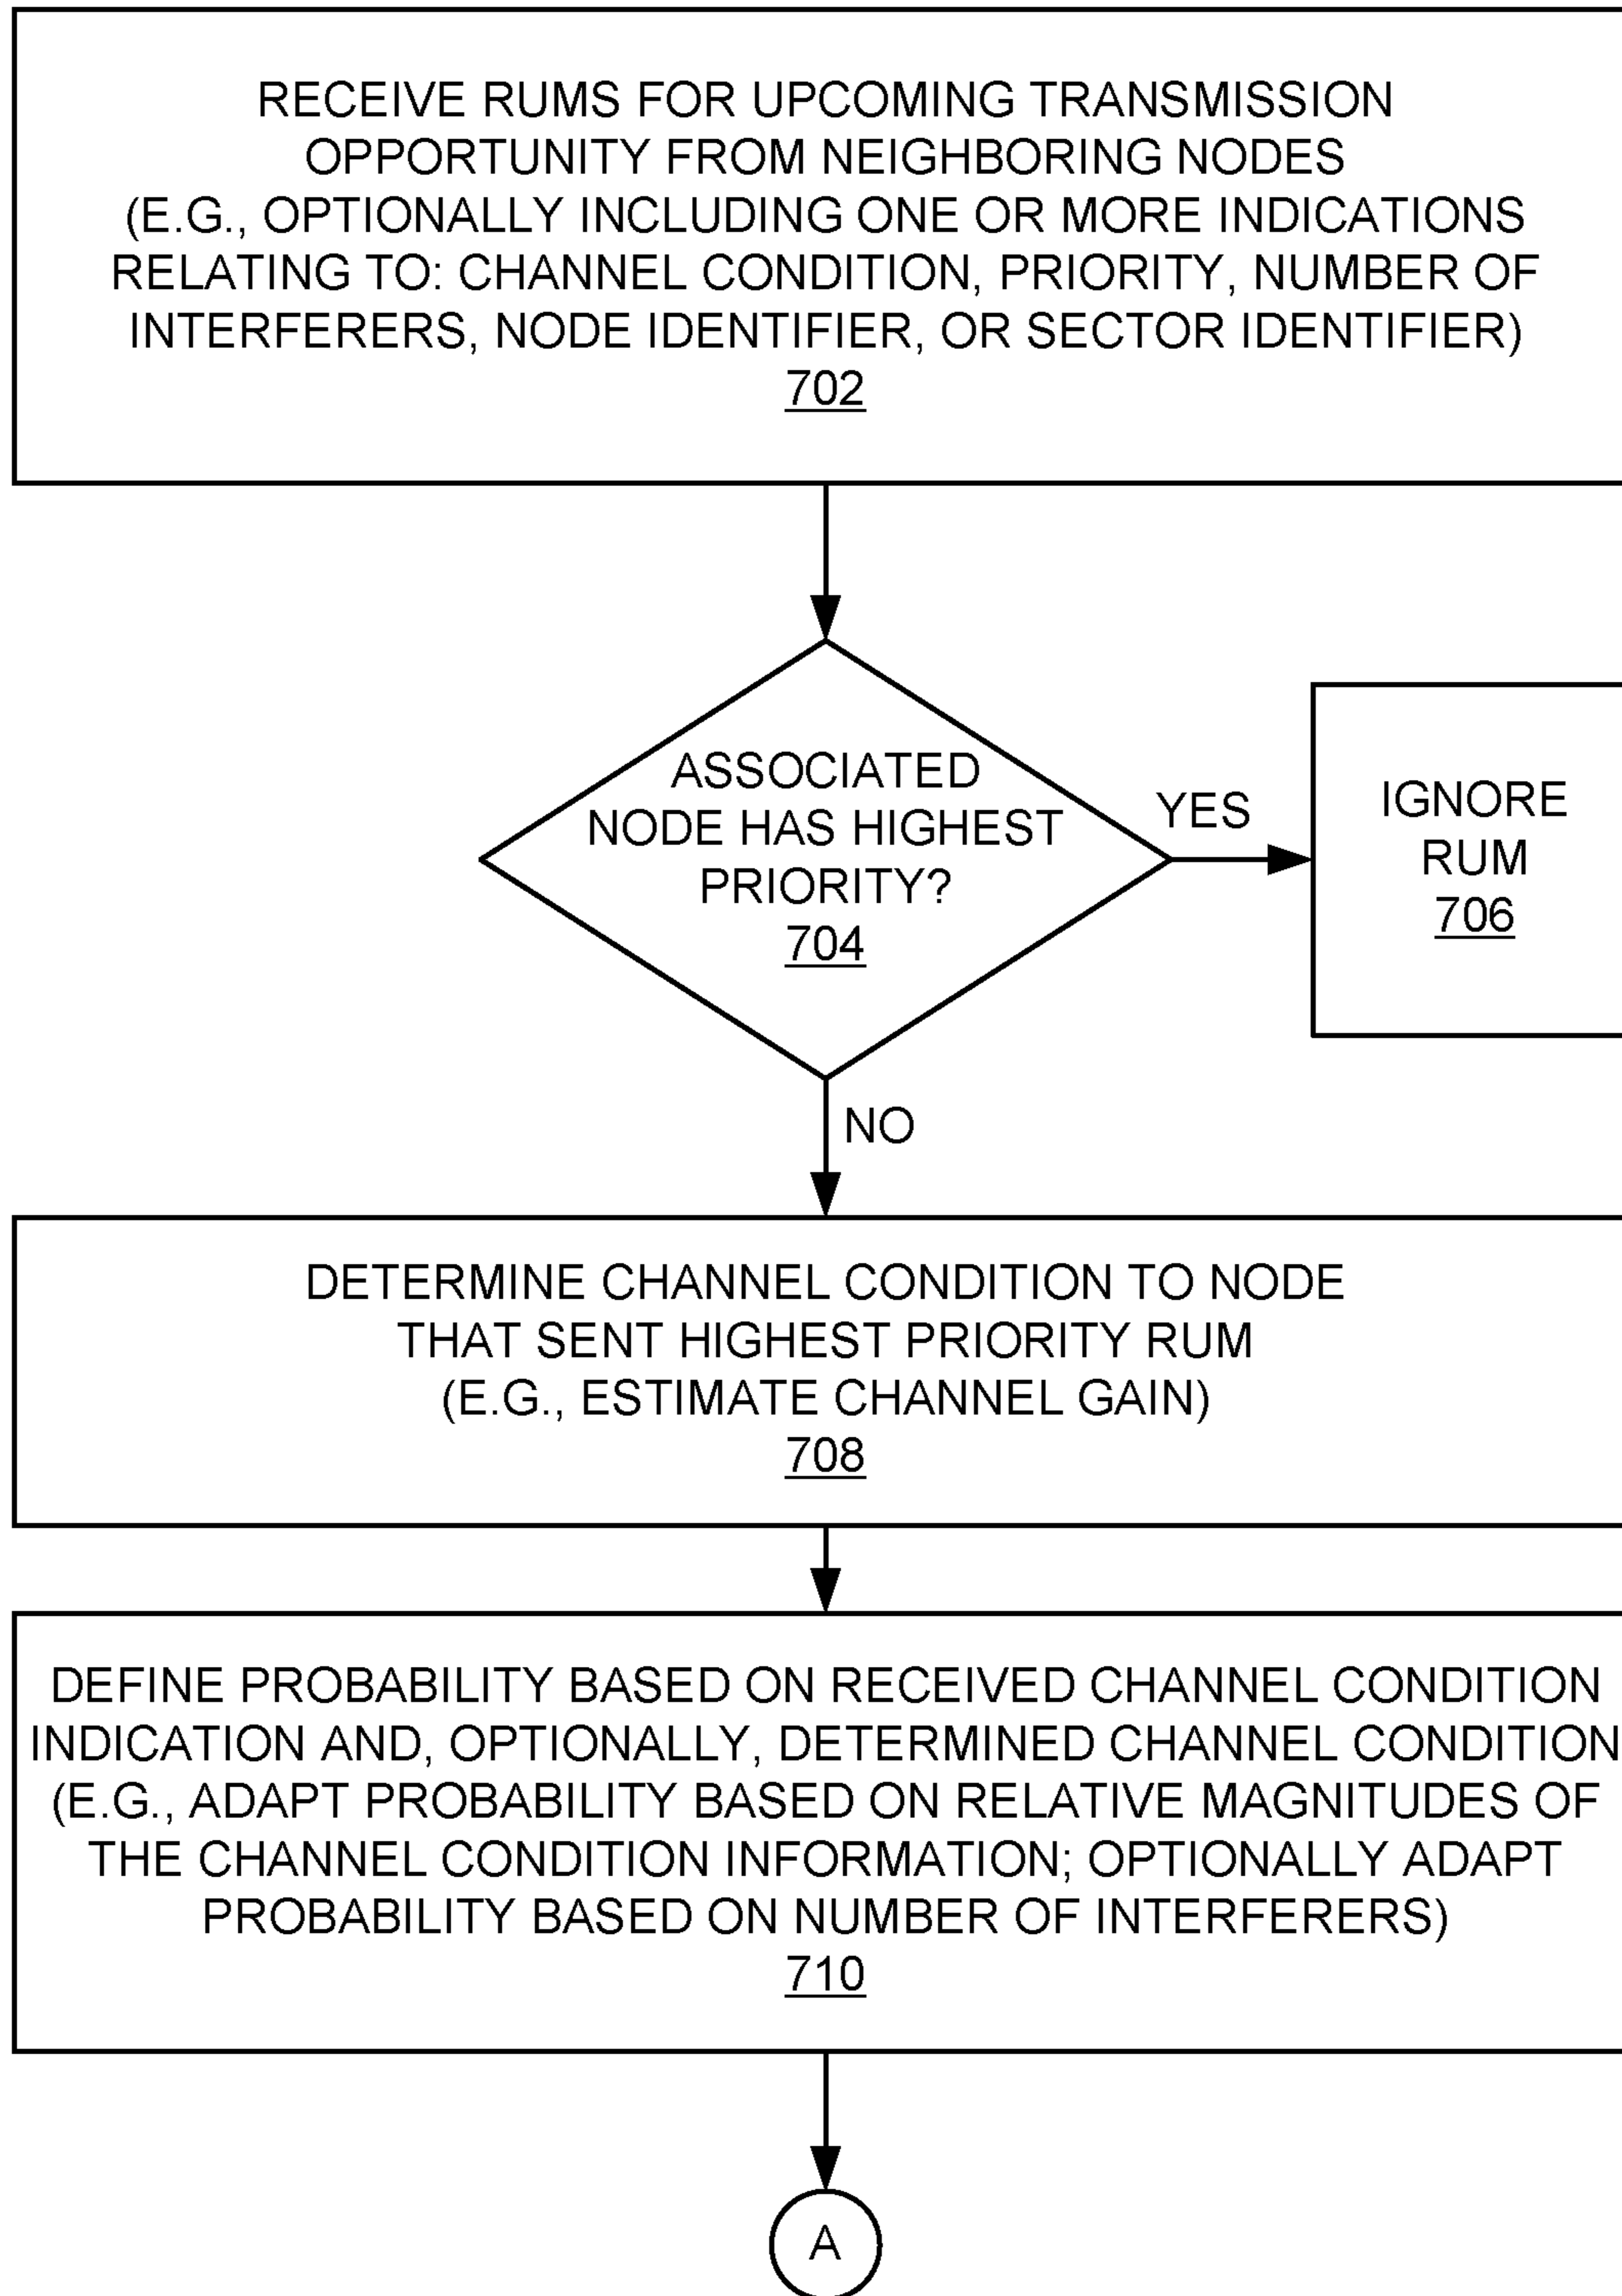 RECEIVE RUMS FOR UPCOMING TRANSMISSION
OPPORTUNITY FROM NEIGHBORING NODES
(E.G., OPTIONALLY INCLUDING ONE OR MORE INDICATIONS
RELATING TO: CHANNEL CONDITION, PRIORITY, NUMBER OF
INTERFERERS, NODE IDENTIFIER, OR SECTOR IDENTIFIER)
702
ASSOCIATED
NODE HAS HIGHEST
PRIORITY?
704
YES
IGNORE
RUM
706
NO
DETERMINE CHANNEL CONDITION TO NODE
THAT SENT HIGHEST PRIORITY RUM
(E.G., ESTIMATE CHANNEL GAIN)
708
DEFINE PROBABILITY BASED ON RECEIVED CHANNEL CONDITION
INDICATION AND, OPTIONALLY, DETERMINED CHANNEL CONDITION
(E.G., ADAPT PROBABILITY BASED ON RELATIVE MAGNITUDES OF
THE CHANNEL CONDITION INFORMATION; OPTIONALLY ADAPT
PROBABILITY BASED ON NUMBER OF INTERFERERS)
710
A